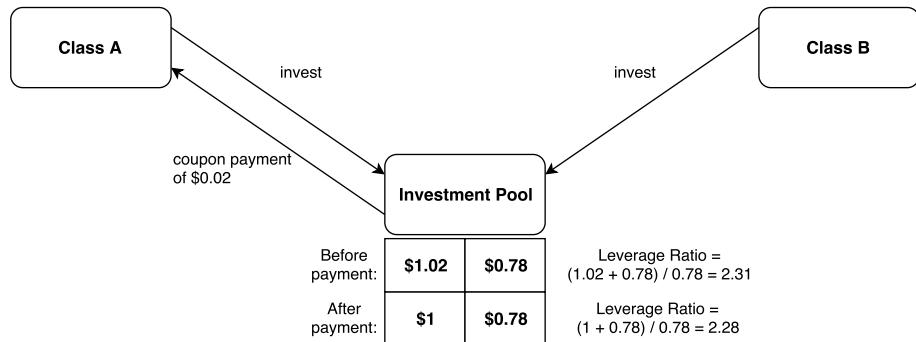 Class A
Class B
invest
invest
coupon payment
of $0.02
Investment Pool
Before
payment:
$1.02
$0.78
Leverage Ratio =
(1.02 + 0.78) / 0.78 = 2.31
After
payment:
$1
$0.78
Leverage Ratio =
(1 + 0.78) / 0.78 = 2.28